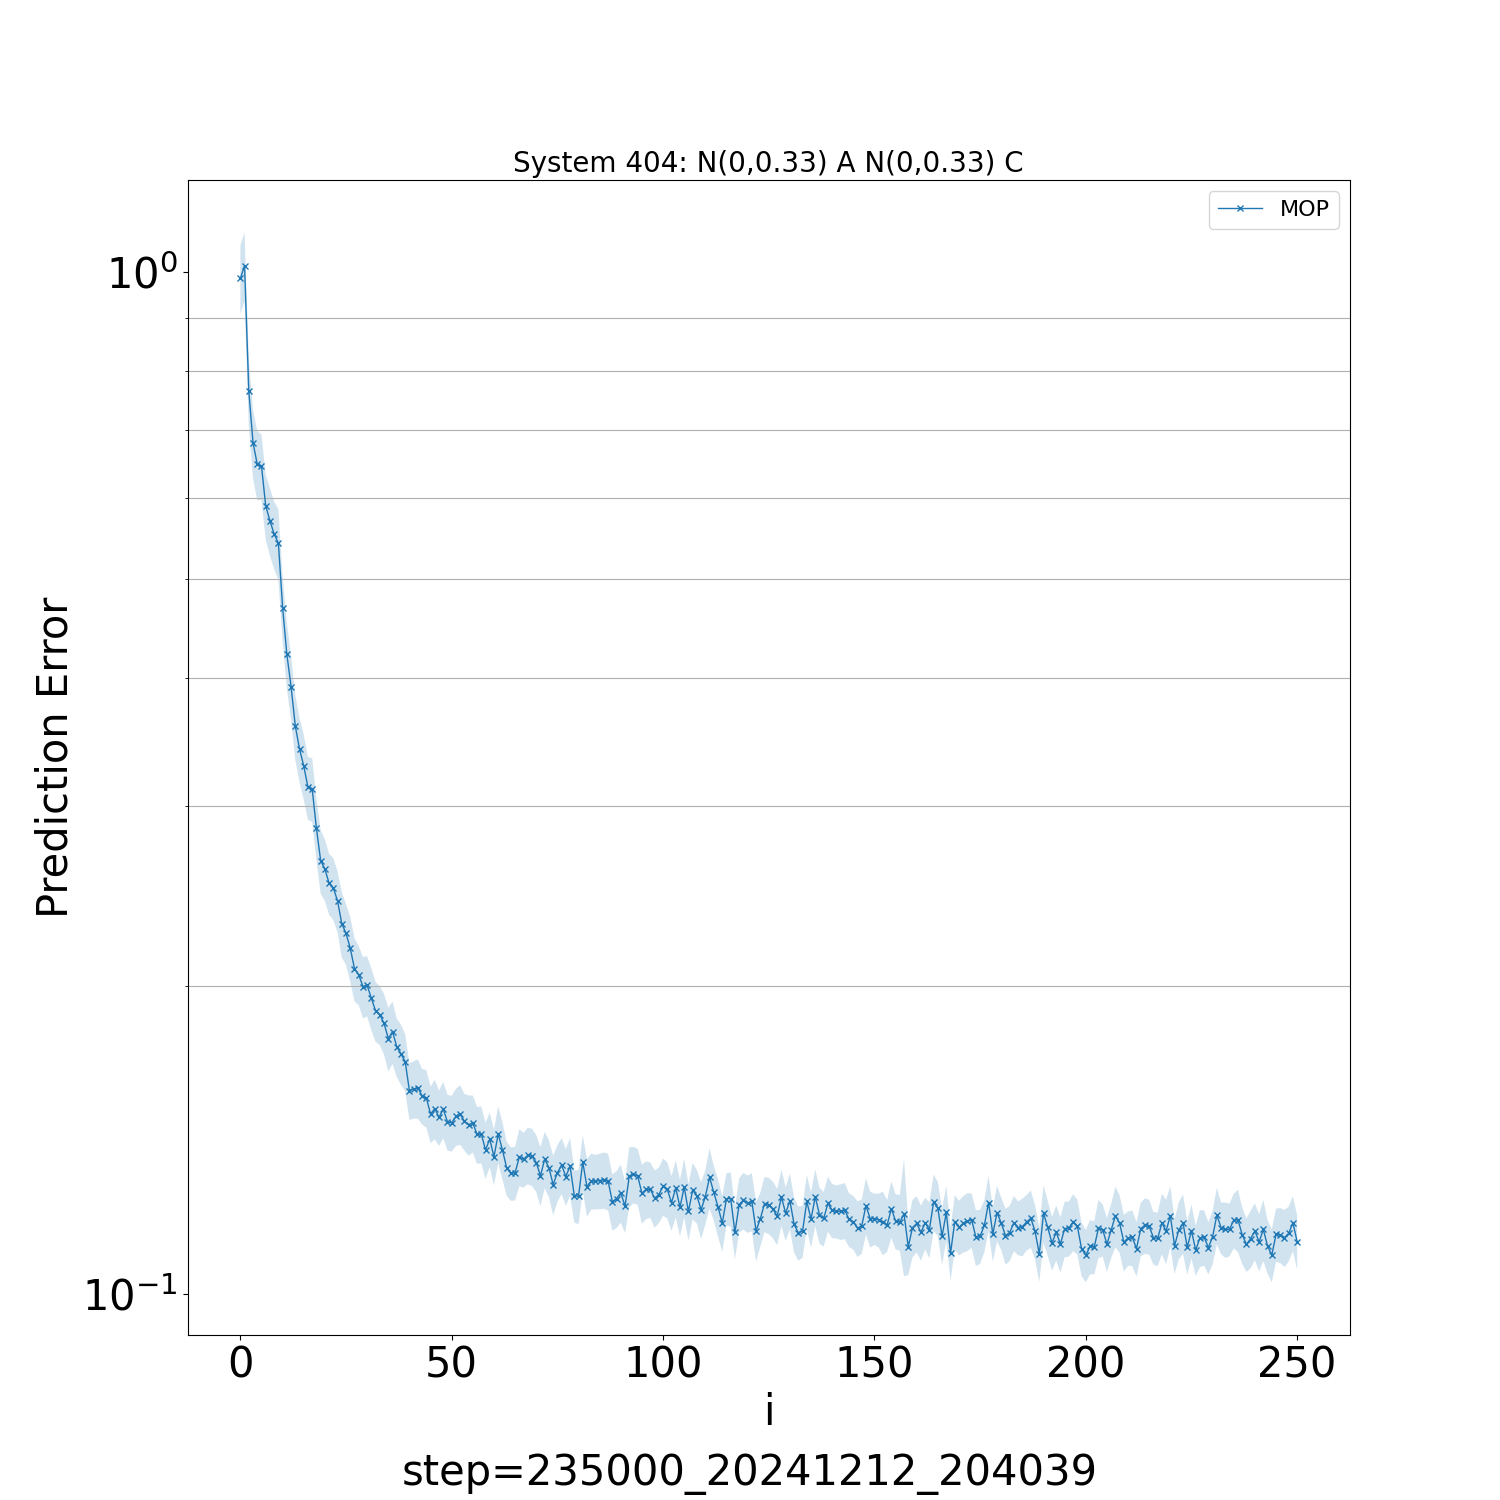 System 404: N(0,0.33) A N(0,0.33) C
MOP
10⁰
10⁻¹
Prediction Error
0 50 100 150 200 250
i
step=235000_20241212_204039